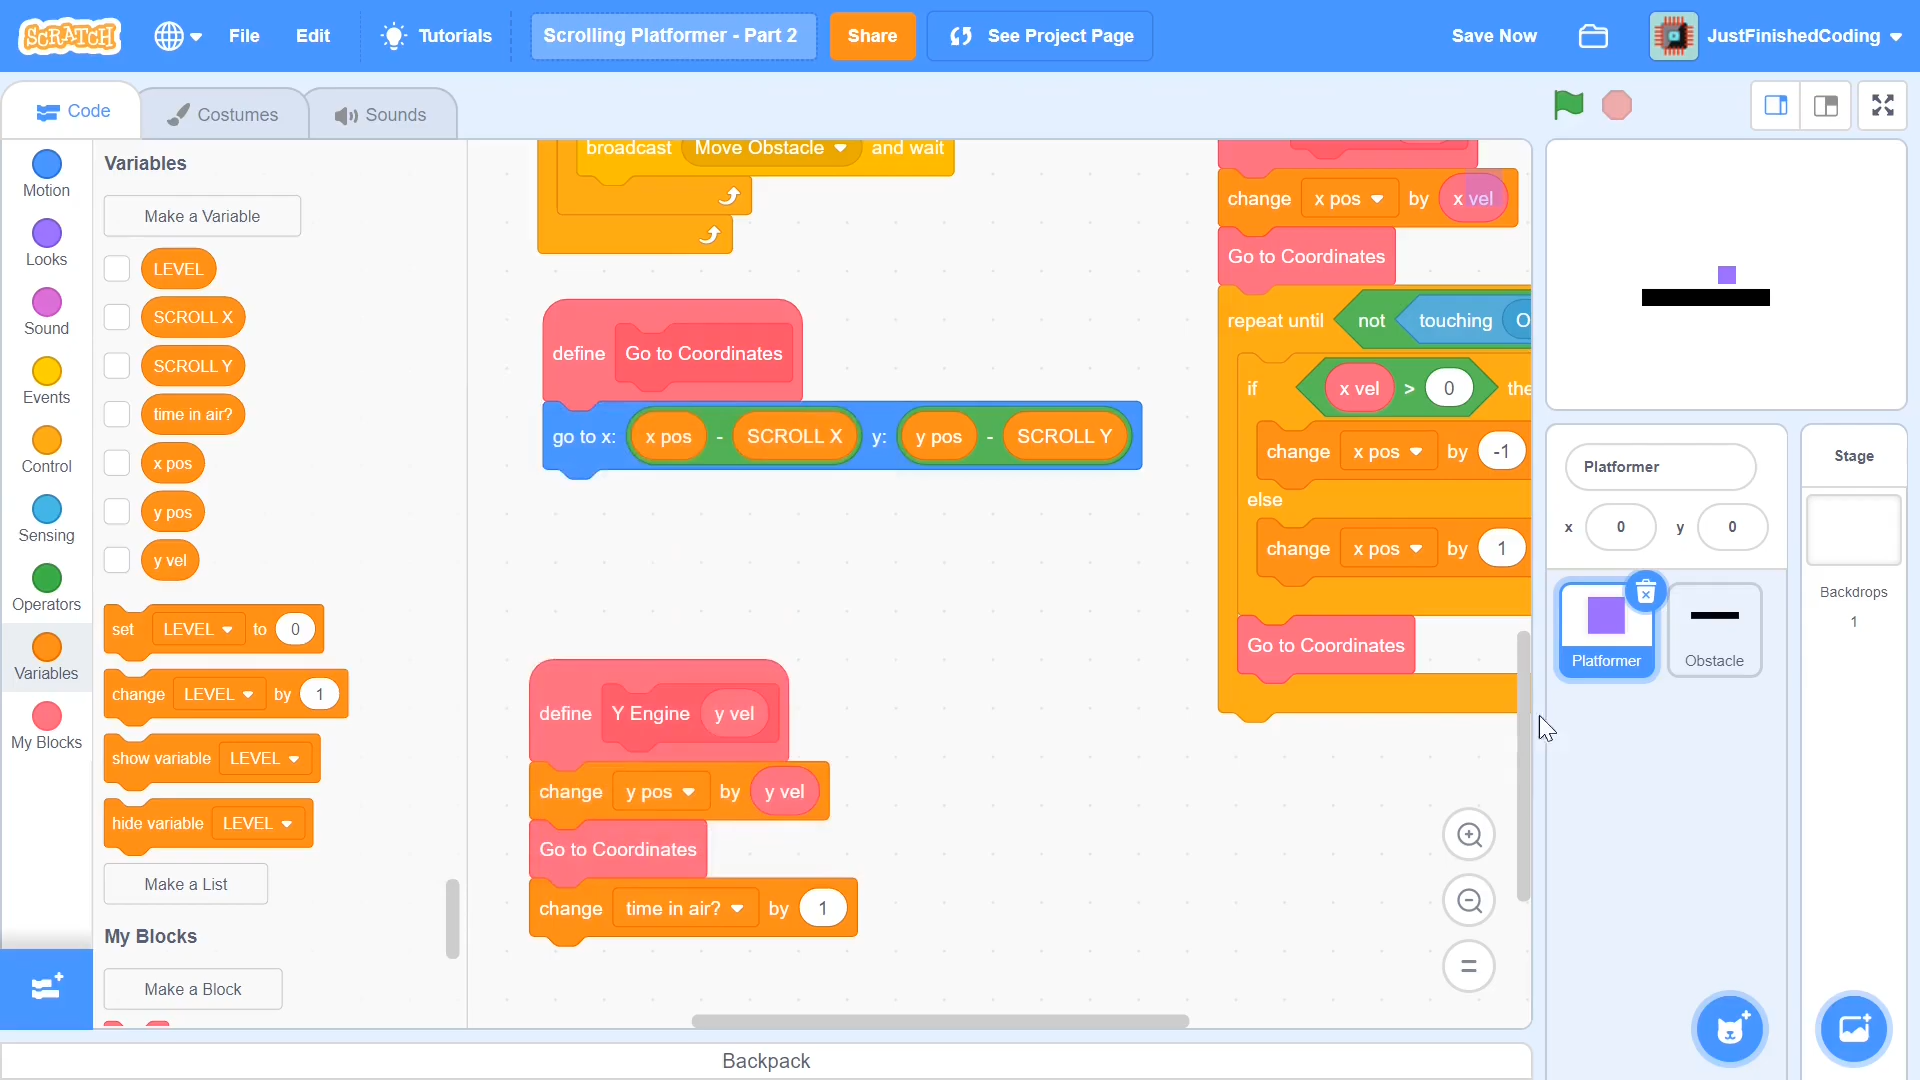 SCRATCH
File
Edit
Tutorials
Scrolling Platformer - Part 2
Share
See Project Page
Save Now
JustFinishedCoding
Code
Costumes
Sounds
Motion
Looks
Sound
Events
Control
Sensing
Operators
Variables
My Blocks
Variables
Make a Variable
LEVEL
SCROLL X
SCROLL Y
time in air?
x pos
y pos
y vel
set LEVEL to 0
change LEVEL by 1
show variable LEVEL
hide variable LEVEL
Make a List
My Blocks
Make a Block
broadcast Move Obstacle and wait
define Go to Coordinates
go to x: x pos - SCROLL X y: y pos - SCROLL Y
define Y Engine y vel
change y pos by y vel
Go to Coordinates
change time in air? by 1
change x pos by x vel
Go to Coordinates
repeat until not touching O
if x vel > 0 the
change x pos by -1
else
change x pos by 1
Go to Coordinates
Platformer
x 0 y 0
Platformer
Obstacle
Stage
Backdrops
1
Backpack